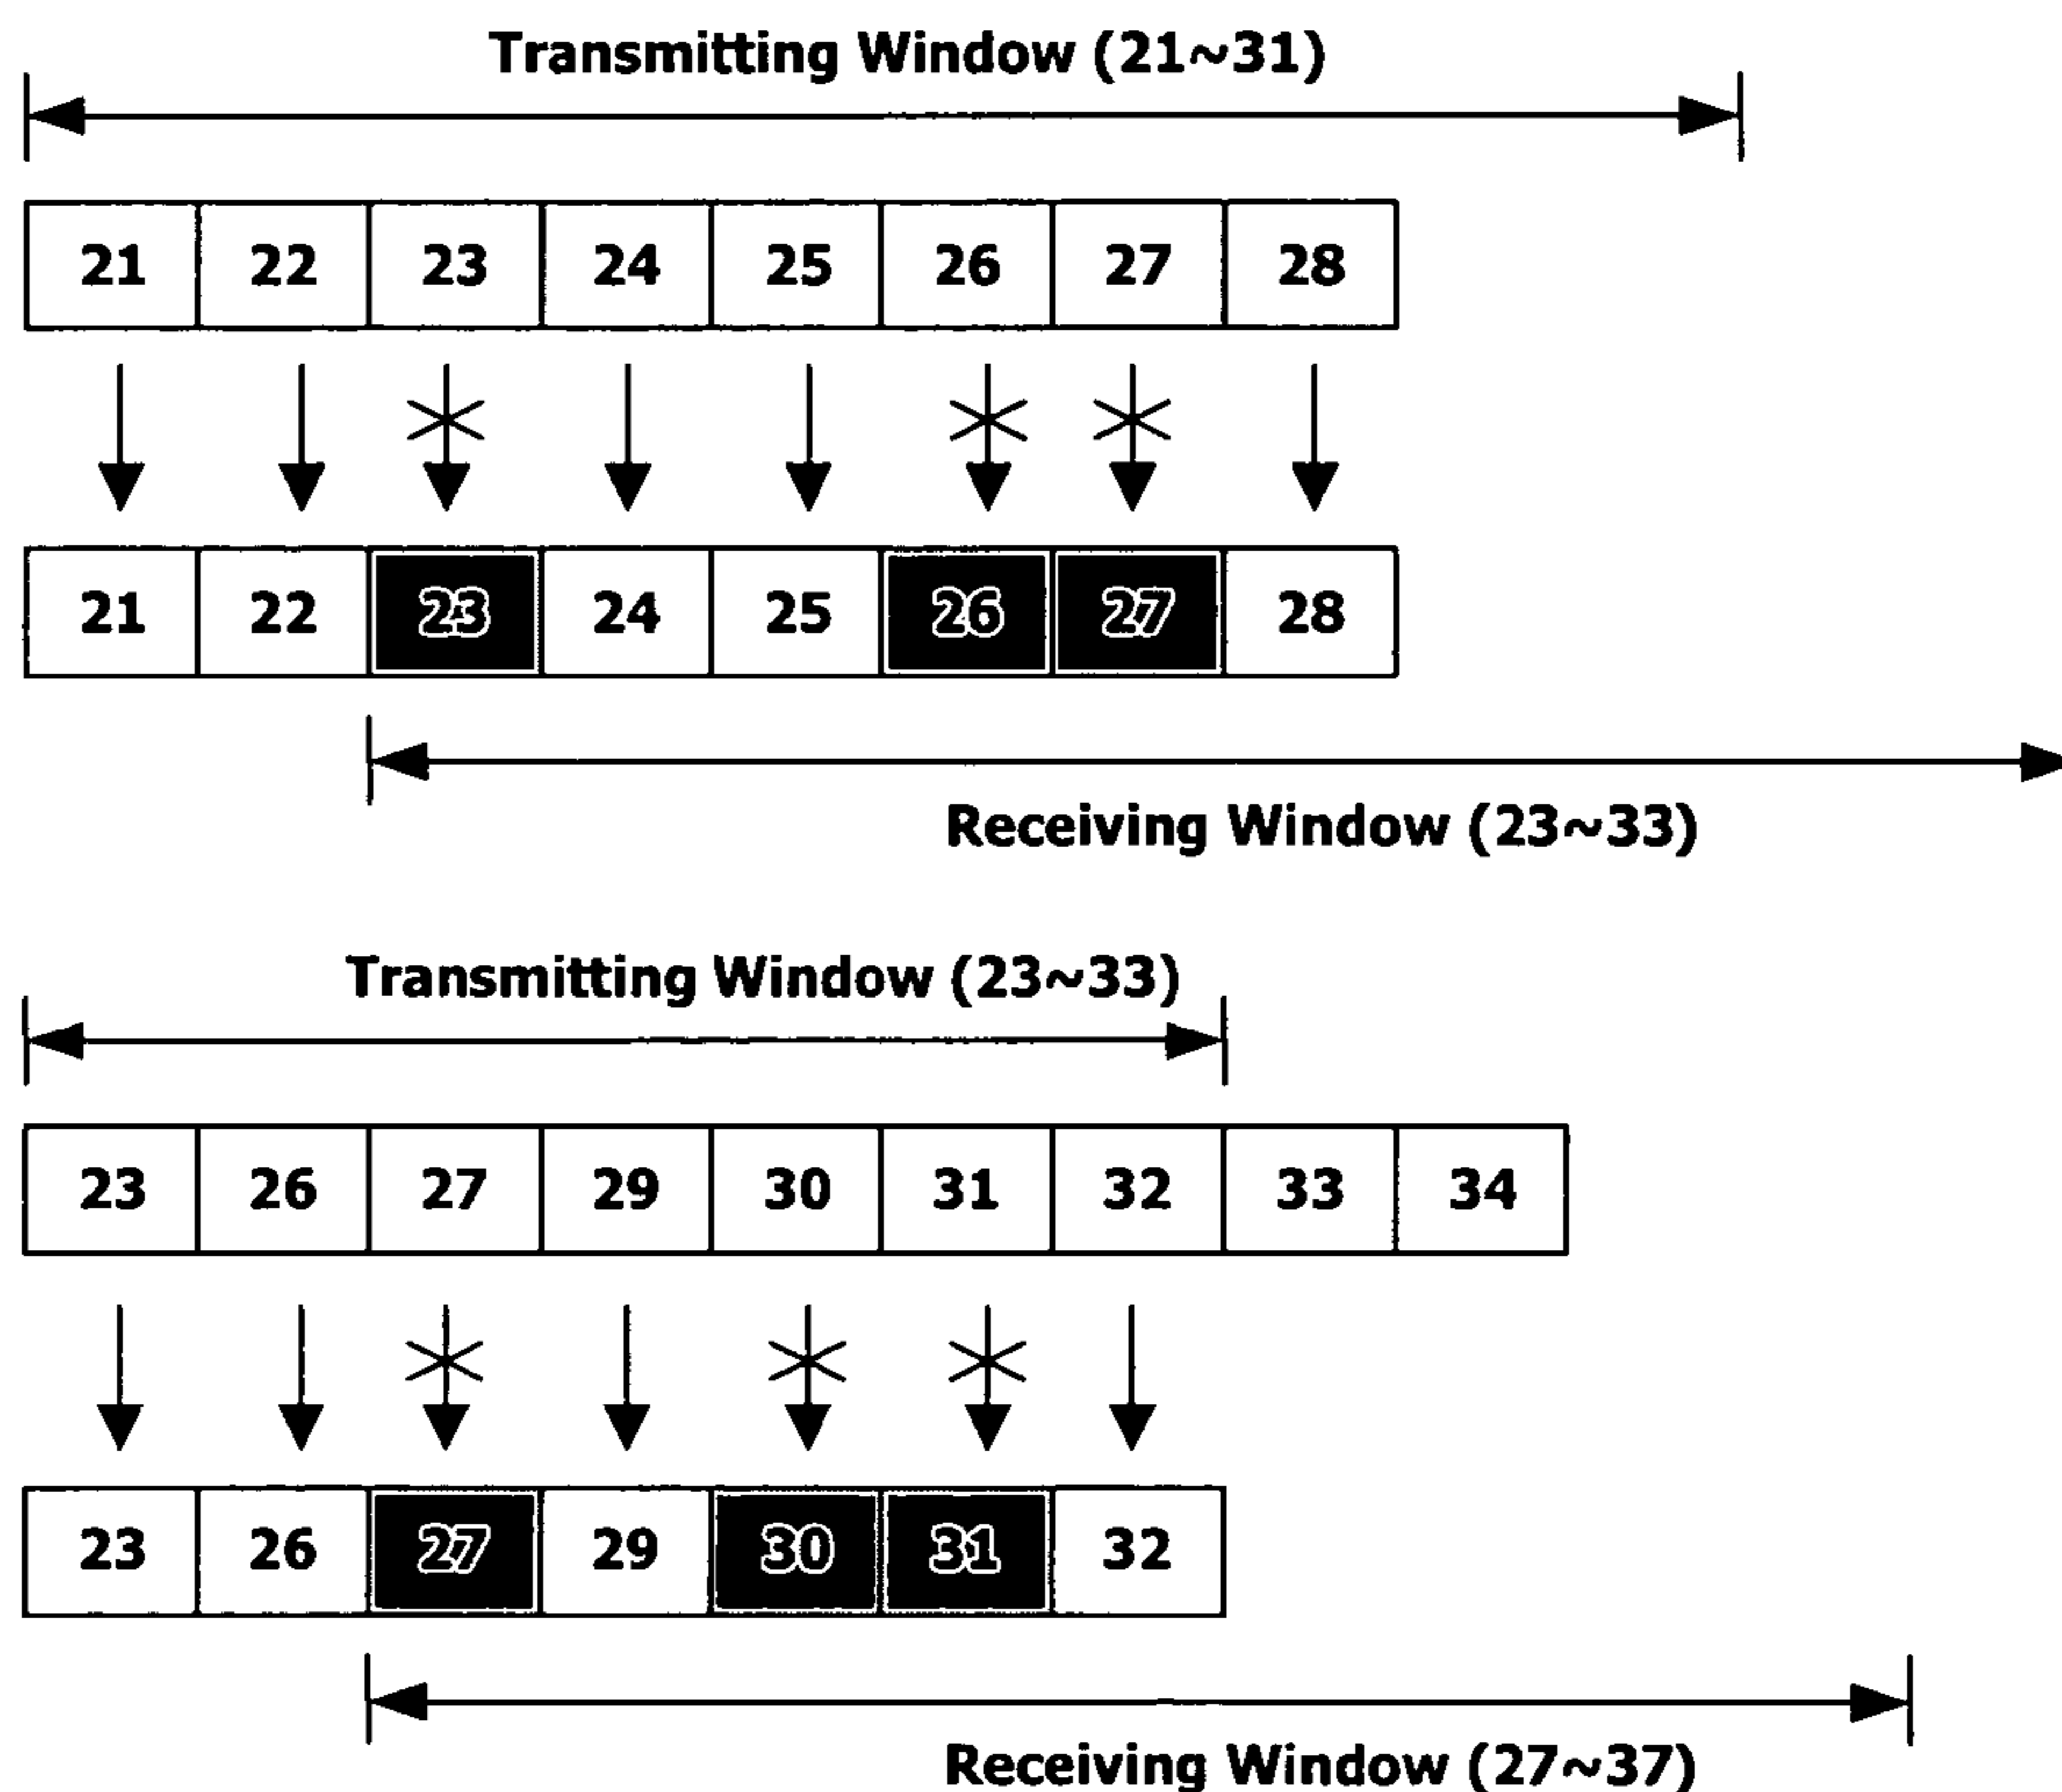 Transmitting Window (21~31)
21 22 23 24 25 26 27 28
21 22 23 24 25 26 27 28
Receiving Window (23~33)
Transmitting Window (23~33)
23 26 27 29 30 31 32 33 34
23 26 27 29 30 31 32
Receiving Window (27~37)